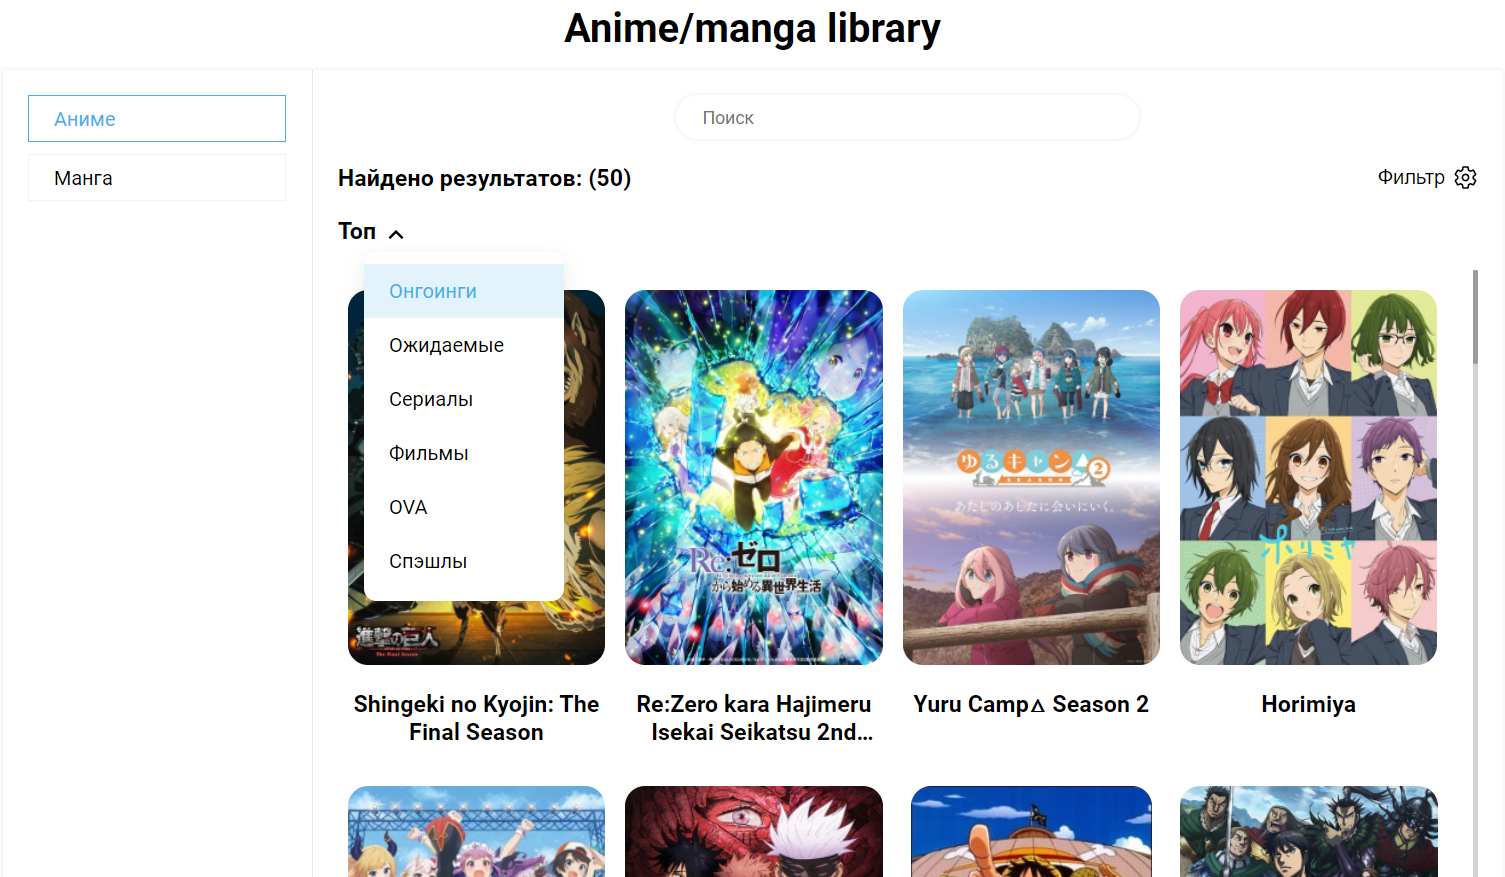 Anime/manga library
Аниме
Манга
Поиск
Найдено результатов: (50)
Фильтр
Топ
Онгоинги
Ожидаемые
Сериалы
Фильмы
OVA
Спэшлы
進撃の巨人
The Final Season
Re:ゼロ
から始める異世界生活
ゆるキャン△2
SEASON
あたしのあしたに会いにいく。
ホリミヤ
Shingeki no Kyojin: The
Final Season
Re:Zero kara Hajimeru
Isekai Seikatsu 2nd...
Yuru Camp△ Season 2
Horimiya